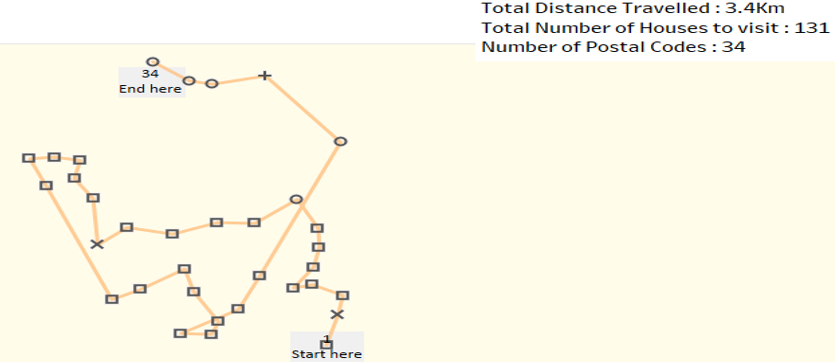 Total Distance Travelled : 3.4Km
Total Number of Houses to visit : 131
Number of Postal Codes : 34
34
End here
1
Start here